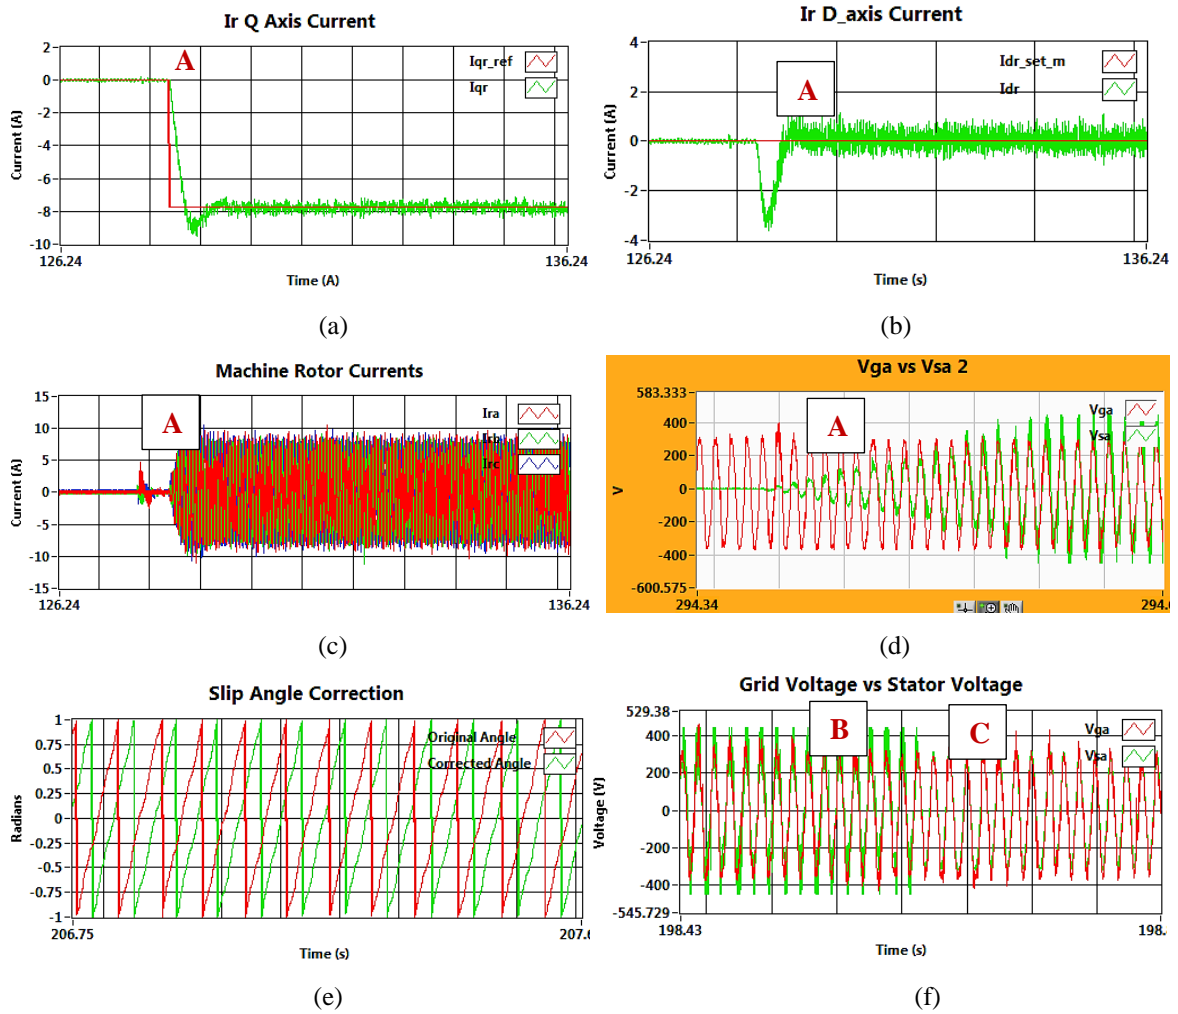 Ir Q Axis Current
2
0
-2
-4
-6
-8
-10
Current (A)
A
Iqr_ref
Iqr
126.24
136.24
Time (A)
(a)
Ir D_axis Current
4
2
0
-2
-4
Current (A)
A
Idr_set_m
Idr
126.24
136.24
Time (s)
(b)
Machine Rotor Currents
15
10
5
0
-5
-10
-15
Current (A)
A
Ira
Irb
Irc
126.24
136.24
Time (s)
(c)
Vga vs Vsa 2
583.333
400
200
0
-200
-400
-600.575
V
A
Vga
Vsa
294.34
(d)
Slip Angle Correction
1
0.75
0.5
0.25
0
-0.25
-0.5
-0.75
-1
Radians
Original Angle
Corrected Angle
206.75
Time (s)
(e)
Grid Voltage vs Stator Voltage
529.38
400
200
0
-200
-400
-545.729
Voltage (V)
B
C
Vga
Vsa
198.43
Time (s)
(f)